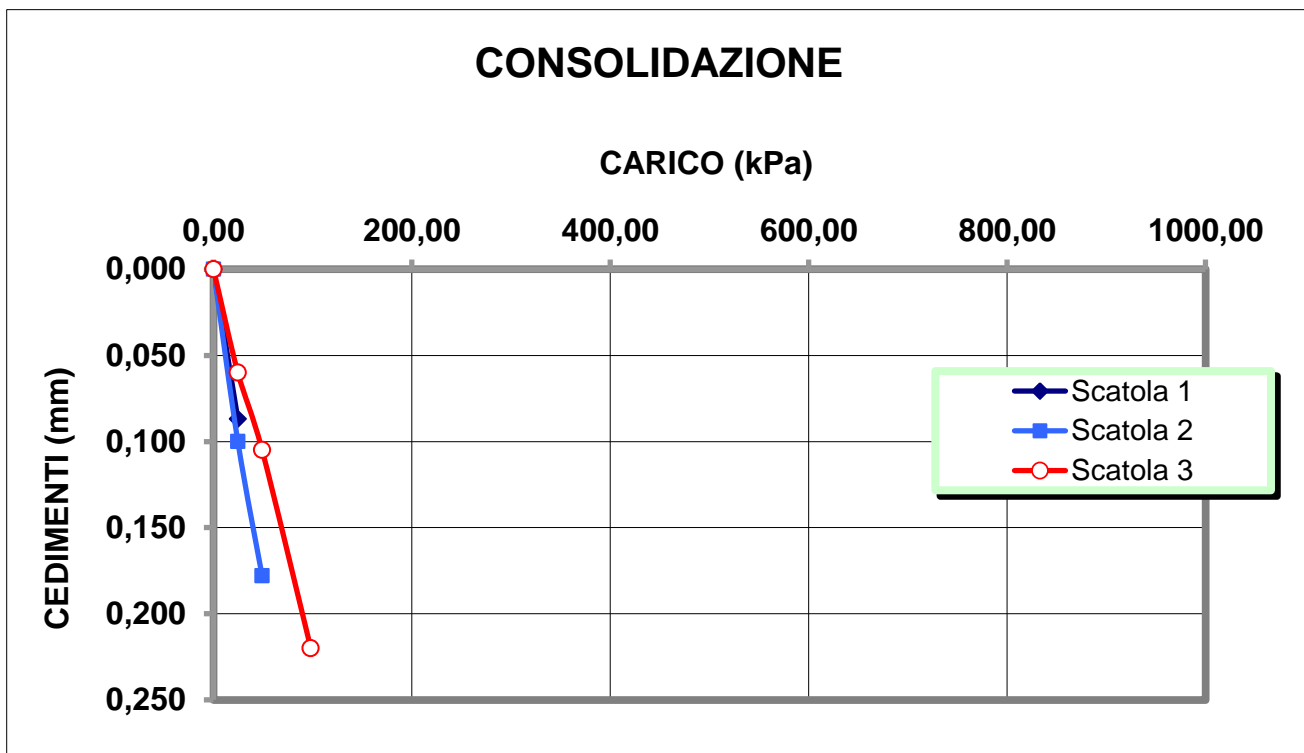 CONSOLIDAZIONE
CARICO (kPa)
0,00 200,00 400,00 600,00 800,00 1000,00
0,000
0,050
0,100
0,150
0,200
0,250
CEDIMENTI (mm)
Scatola 1
Scatola 2
Scatola 3